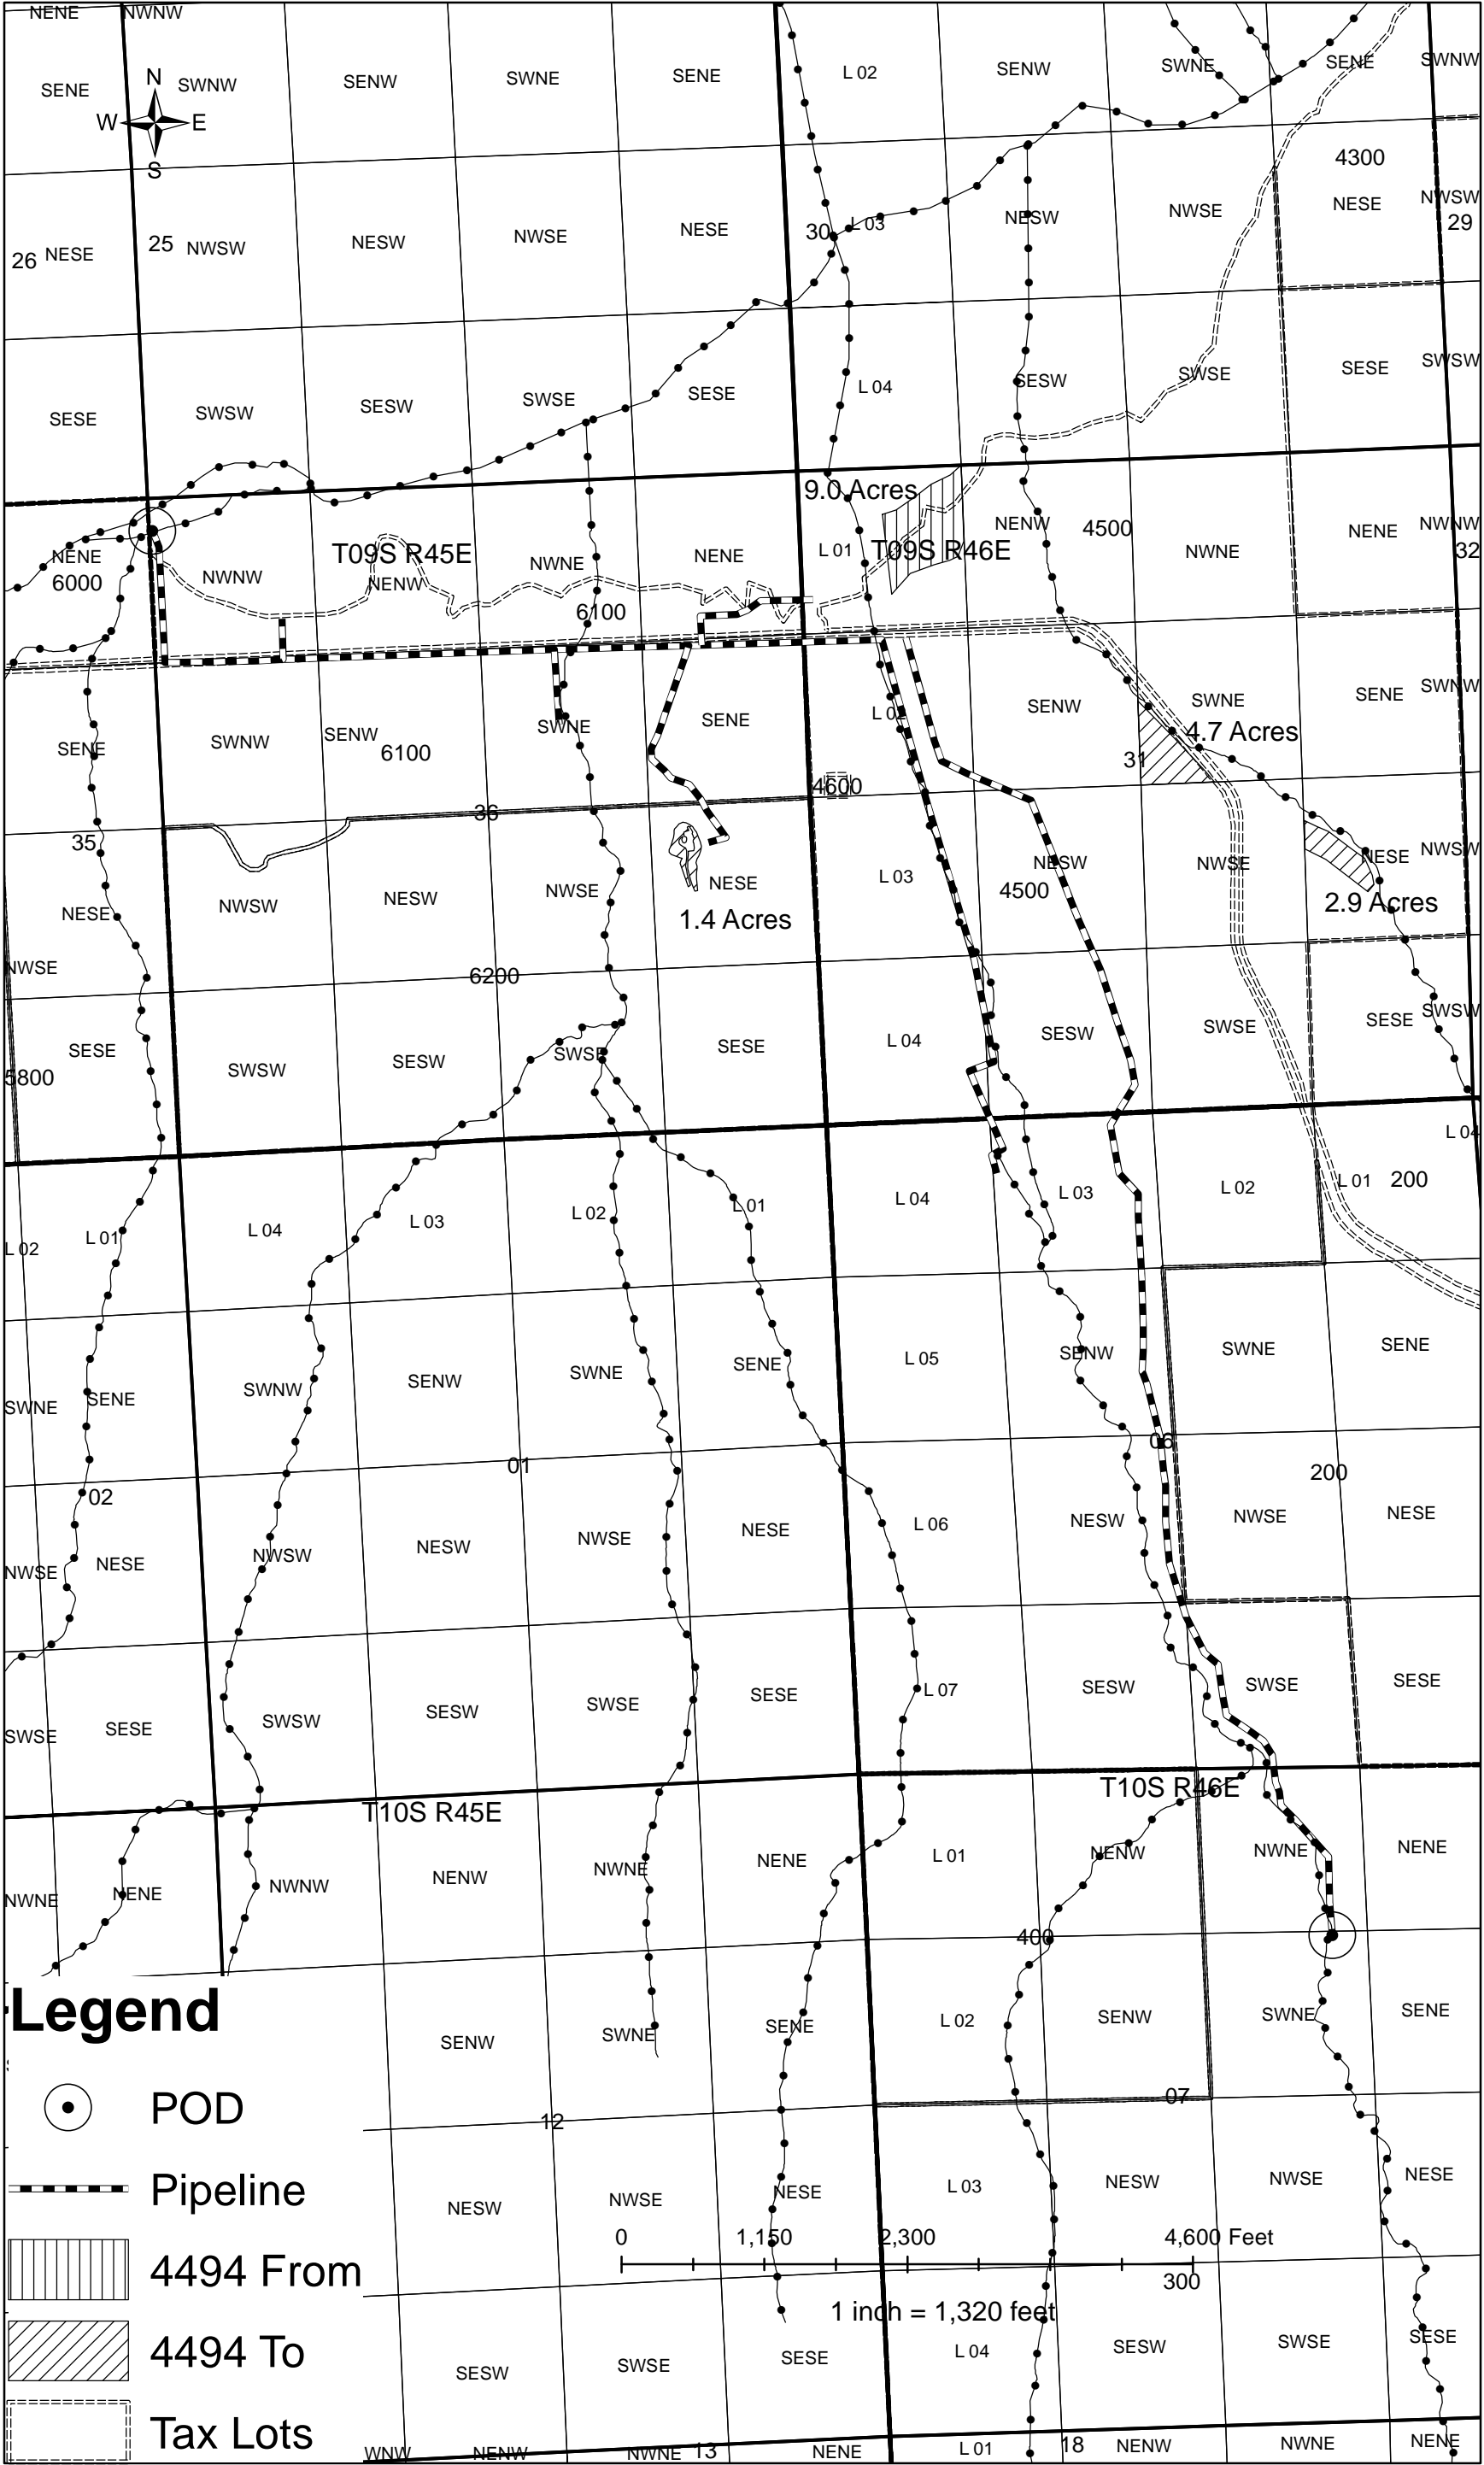 NENE NWNW
N
SENE SWNW SENW SWNE SENE L 02 SENW SWNE SENE SWNW
W E
S
4300
26 NESE 25 NWSW NESW NWSE NESE 30 L 03 NESW NWSE NESE NWSW
29
SESE SWSW SESW SWSE SESE L 04 SESW SWSE SESE SWSW
9.0 Acres
NENE T09S R45E NWNE NENE L 01 T09S R46E NENW 4500 NWNE NENE NWNW
6000 NWNW NENW 32
6100
SENE SWNW SENW SWNE SENE L 02 SENW SWNE SENE SWNW
6100 31 4.7 Acres
4600
36
35
NESE NWSW NESW NWSE NESE L 03 NESW NWSE NESE NWSW
1.4 Acres 4500 2.9 Acres
NWSE 6200
SESE SWSW SESW SWSE SESE L 04 SESW SWSE SESE SWSW
5800
L 04
L 02 L 01 L 04 L 03 L 02 L 01 L 04 L 03 L 02 L 01 200
SWNE SENE SWNW SENW SWNE SENE L 05 SENW SWNE SENE
02 01 06 200
NWSE NESE NWSW NESW NWSE NESE L 06 NESW NWSE NESE
SWSE SESE SWSW SESW SWSE SESE L 07 SESW SWSE SESE
T10S R45E T10S R46E
NWNE NENE NWNW NENW NWNE NENE L 01 NENW NWNE NENE
400
Legend
SENW SWNE SENE L 02 SENW SWNE SENE
POD
12 07
Pipeline
NESW NWSE NESE L 03 NESW NWSE NESE
0 1,150 2,300 4,600 Feet
4494 From
300
1 inch = 1,320 feet
4494 To
SESW SWSE SESE L 04 SESW SWSE SESE
Tax Lots
WNW NENW NWNE 13 NENE L 01 18 NENW NWNE NENE